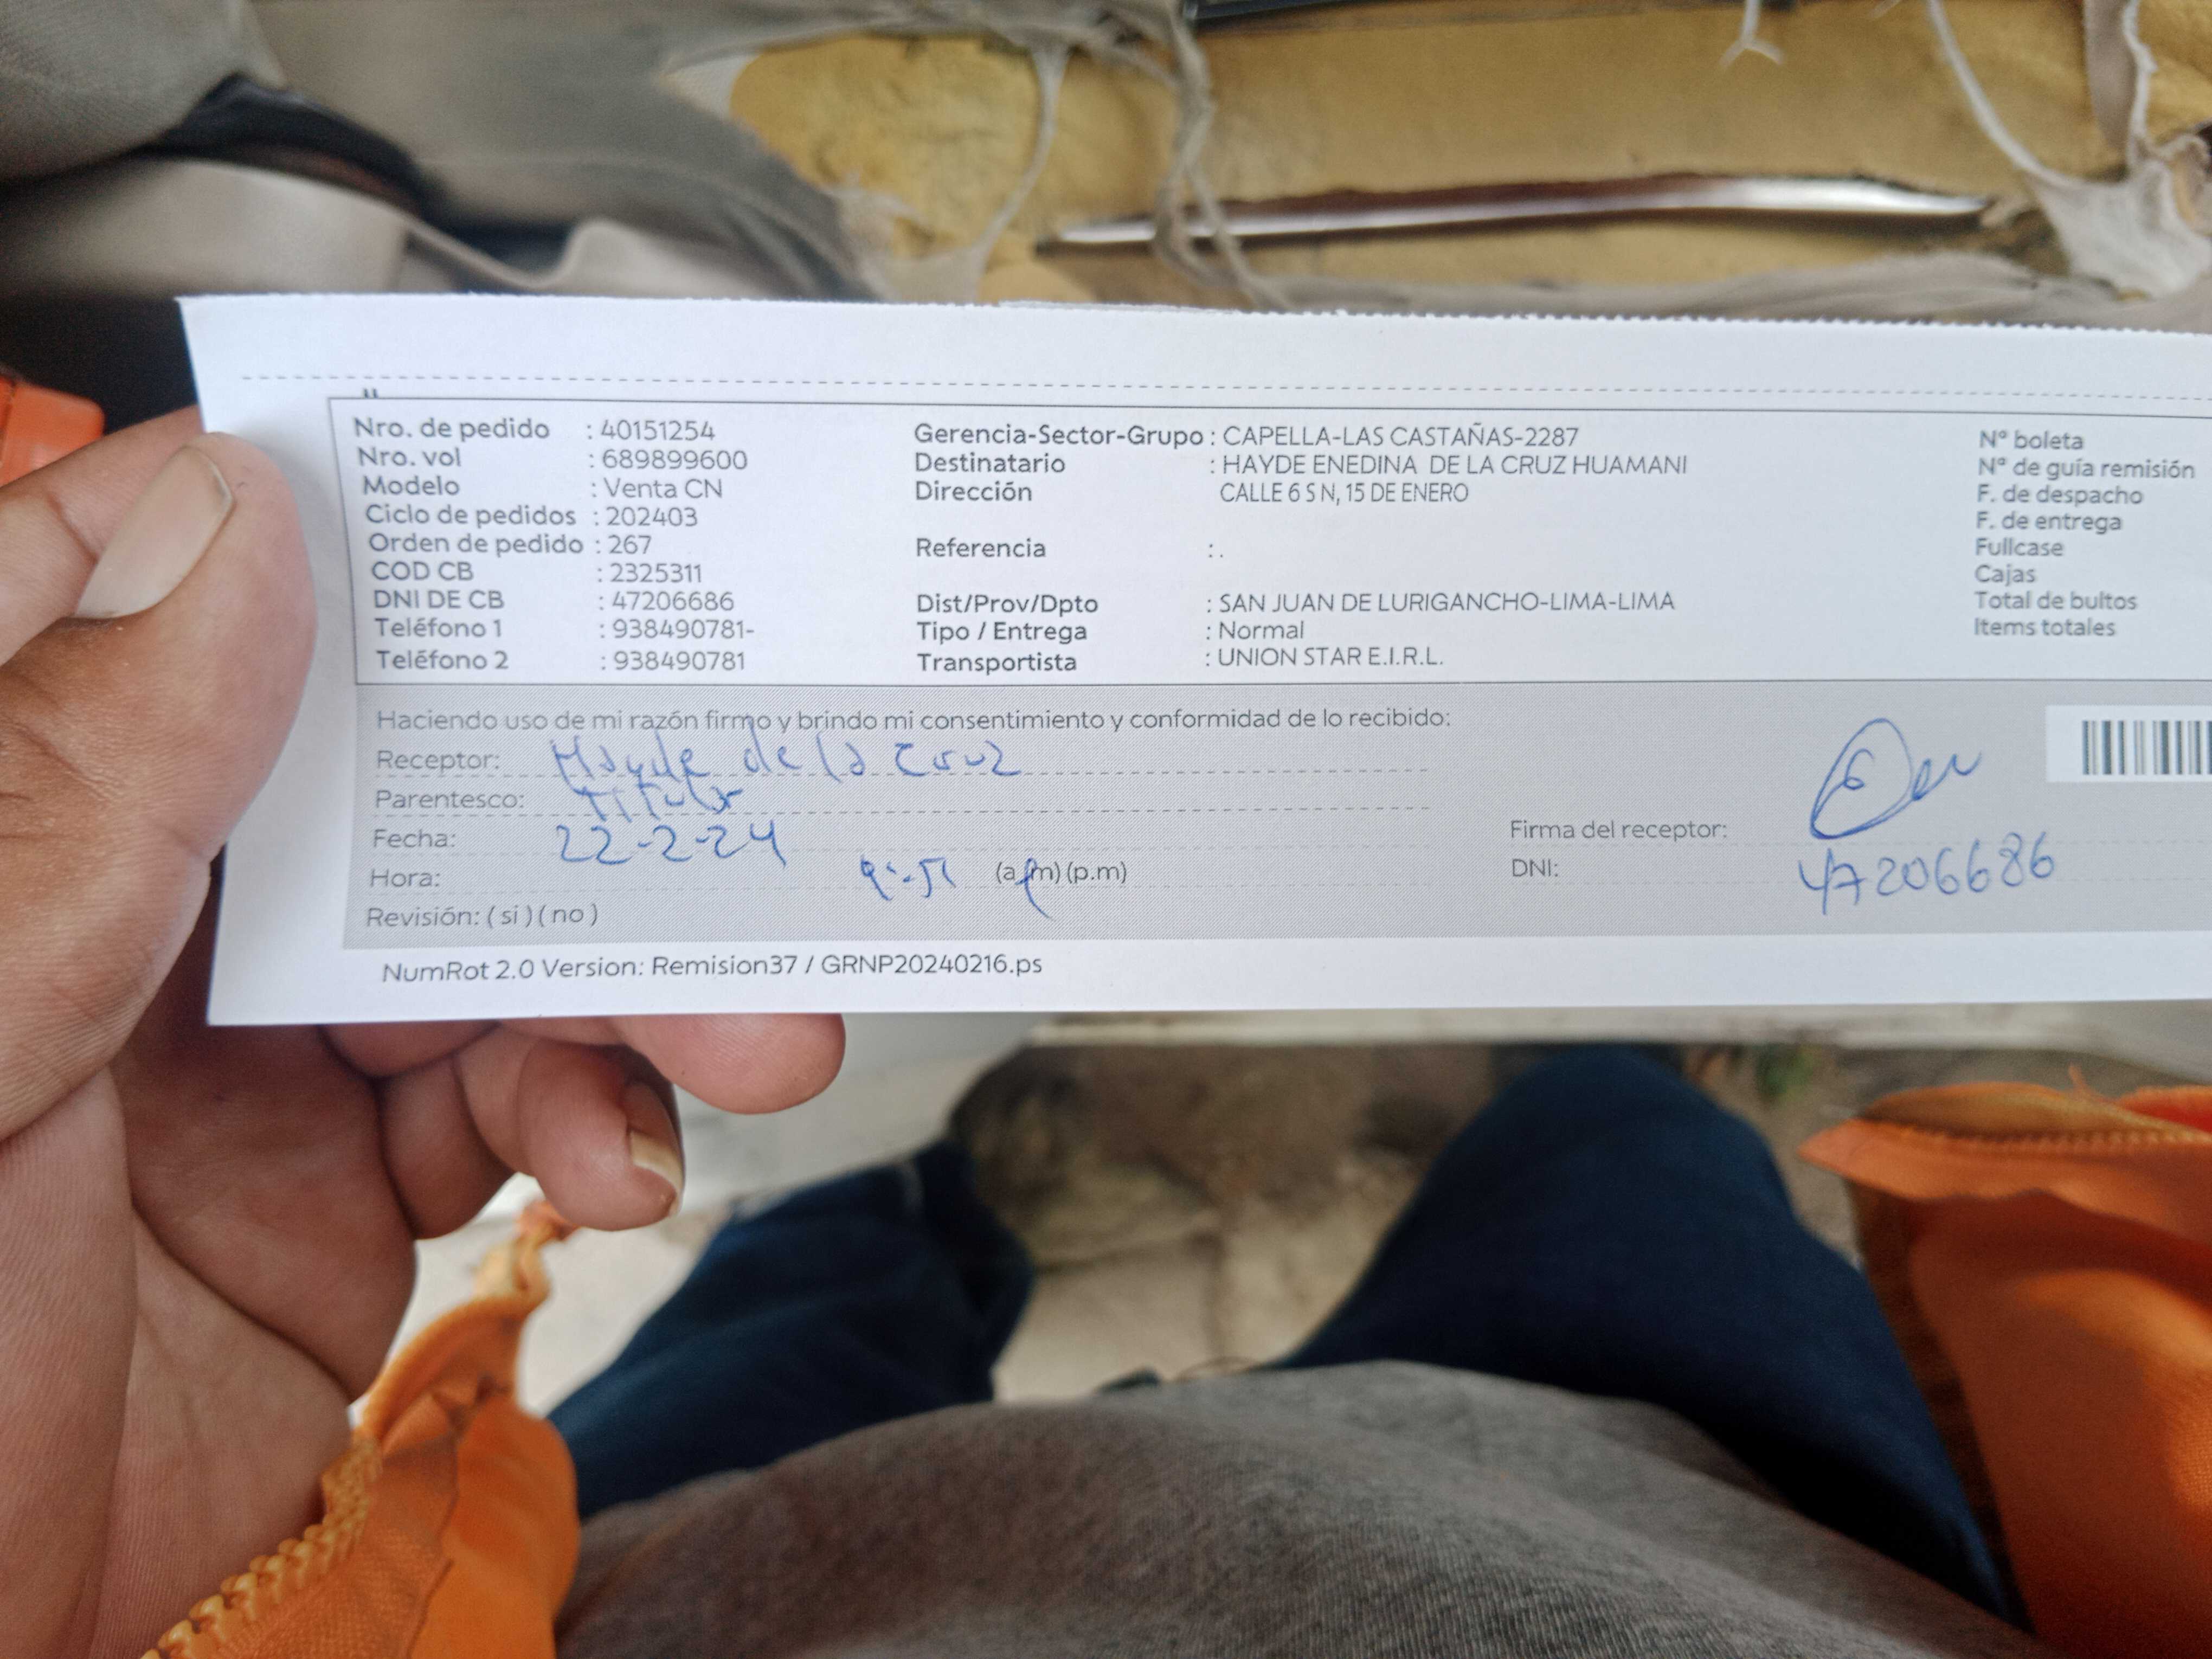 Nro. de pedido : 40151254
Nro. vol : 689899600
Modelo : Venta CN
Ciclo de pedidos : 202403
Orden de pedido : 267
COD CB : 2325311
DNI DE CB : 47206686
Teléfono 1 : 938490781-
Teléfono 2 : 938490781
Gerencia-Sector-Grupo : CAPELLA-LAS CASTAÑAS-2287
Destinatario : HAYDE ENEDINA DE LA CRUZ HUAMANI
Dirección CALLE 6 S N, 15 DE ENERO
Referencia : .
Dist/Prov/Dpto : SAN JUAN DE LURIGANCHO-LIMA-LIMA
Tipo / Entrega : Normal
Transportista : UNION STAR E.I.R.L.
Nº boleta
Nº de guía remisión
F. de despacho
F. de entrega
Fullcase
Cajas
Total de bultos
Items totales
Haciendo uso de mi razón firmo y brindo mi consentimiento y conformidad de lo recibido:
Receptor: Hayde de la Cruz
Parentesco: Titular
Fecha: 22-2-24
Hora: (a.m) (p.m)
Revisión: ( si ) ( no )
Firma del receptor:
DNI: 47206686
NumRot 2.0 Version: Remision37 / GRNP20240216.ps